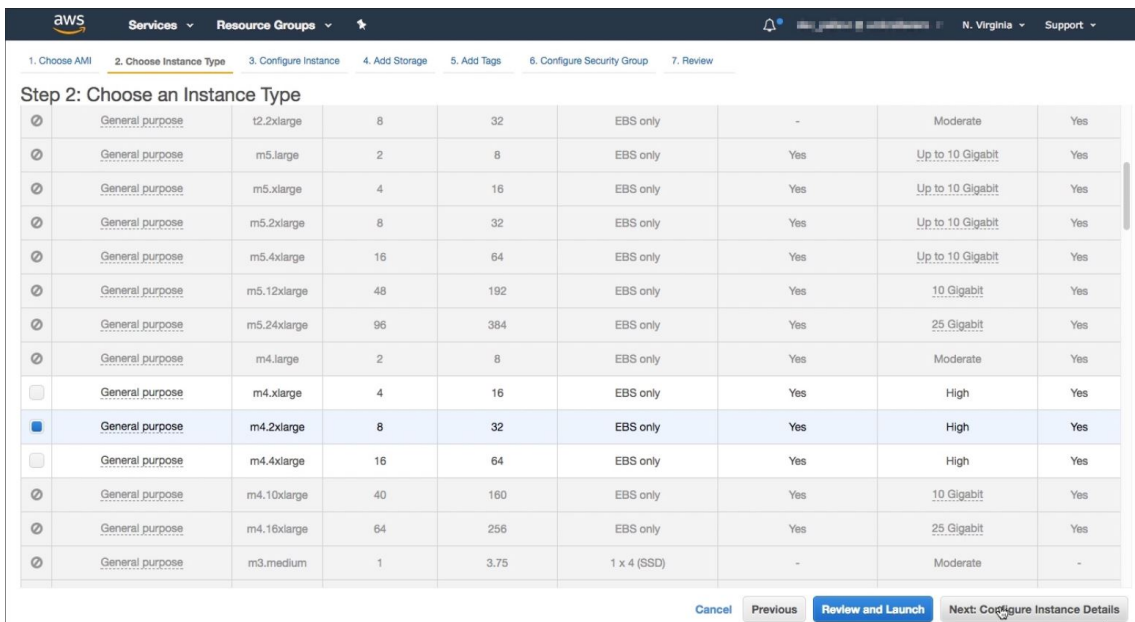 aws Services Resource Groups N. Virginia Support
1. Choose AMI 2. Choose Instance Type 3. Configure Instance 4. Add Storage 5. Add Tags 6. Configure Security Group 7. Review
Step 2: Choose an Instance Type
General purpose t2.2xlarge 8 32 EBS only - Moderate Yes
General purpose m5.large 2 8 EBS only Yes Up to 10 Gigabit Yes
General purpose m5.xlarge 4 16 EBS only Yes Up to 10 Gigabit Yes
General purpose m5.2xlarge 8 32 EBS only Yes Up to 10 Gigabit Yes
General purpose m5.4xlarge 16 64 EBS only Yes Up to 10 Gigabit Yes
General purpose m5.12xlarge 48 192 EBS only Yes 10 Gigabit Yes
General purpose m5.24xlarge 96 384 EBS only Yes 25 Gigabit Yes
General purpose m4.large 2 8 EBS only Yes Moderate Yes
General purpose m4.xlarge 4 16 EBS only Yes High Yes
General purpose m4.2xlarge 8 32 EBS only Yes High Yes
General purpose m4.4xlarge 16 64 EBS only Yes High Yes
General purpose m4.10xlarge 40 160 EBS only Yes 10 Gigabit Yes
General purpose m4.16xlarge 64 256 EBS only Yes 25 Gigabit Yes
General purpose m3.medium 1 3.75 1 x 4 (SSD) - Moderate -
Cancel Previous Review and Launch Next: Configure Instance Details